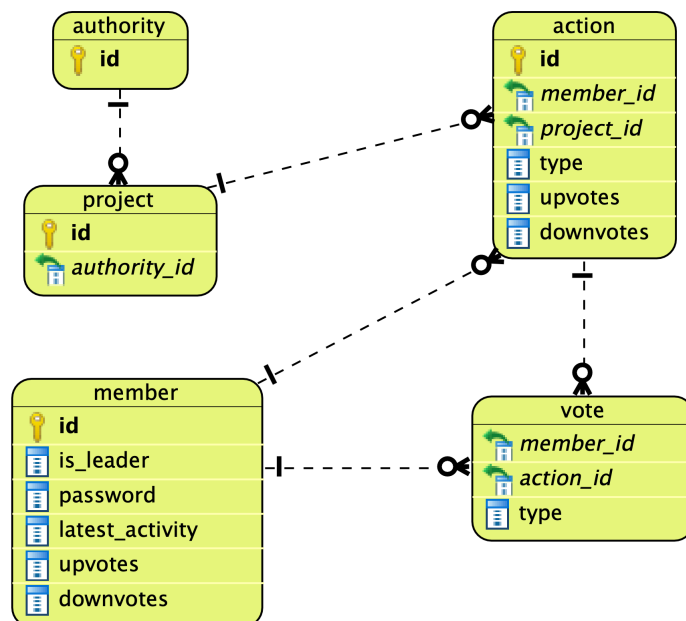 authority
id
project
id
authority_id
action
id
member_id
project_id
type
upvotes
downvotes
member
id
is_leader
password
latest_activity
upvotes
downvotes
vote
member_id
action_id
type